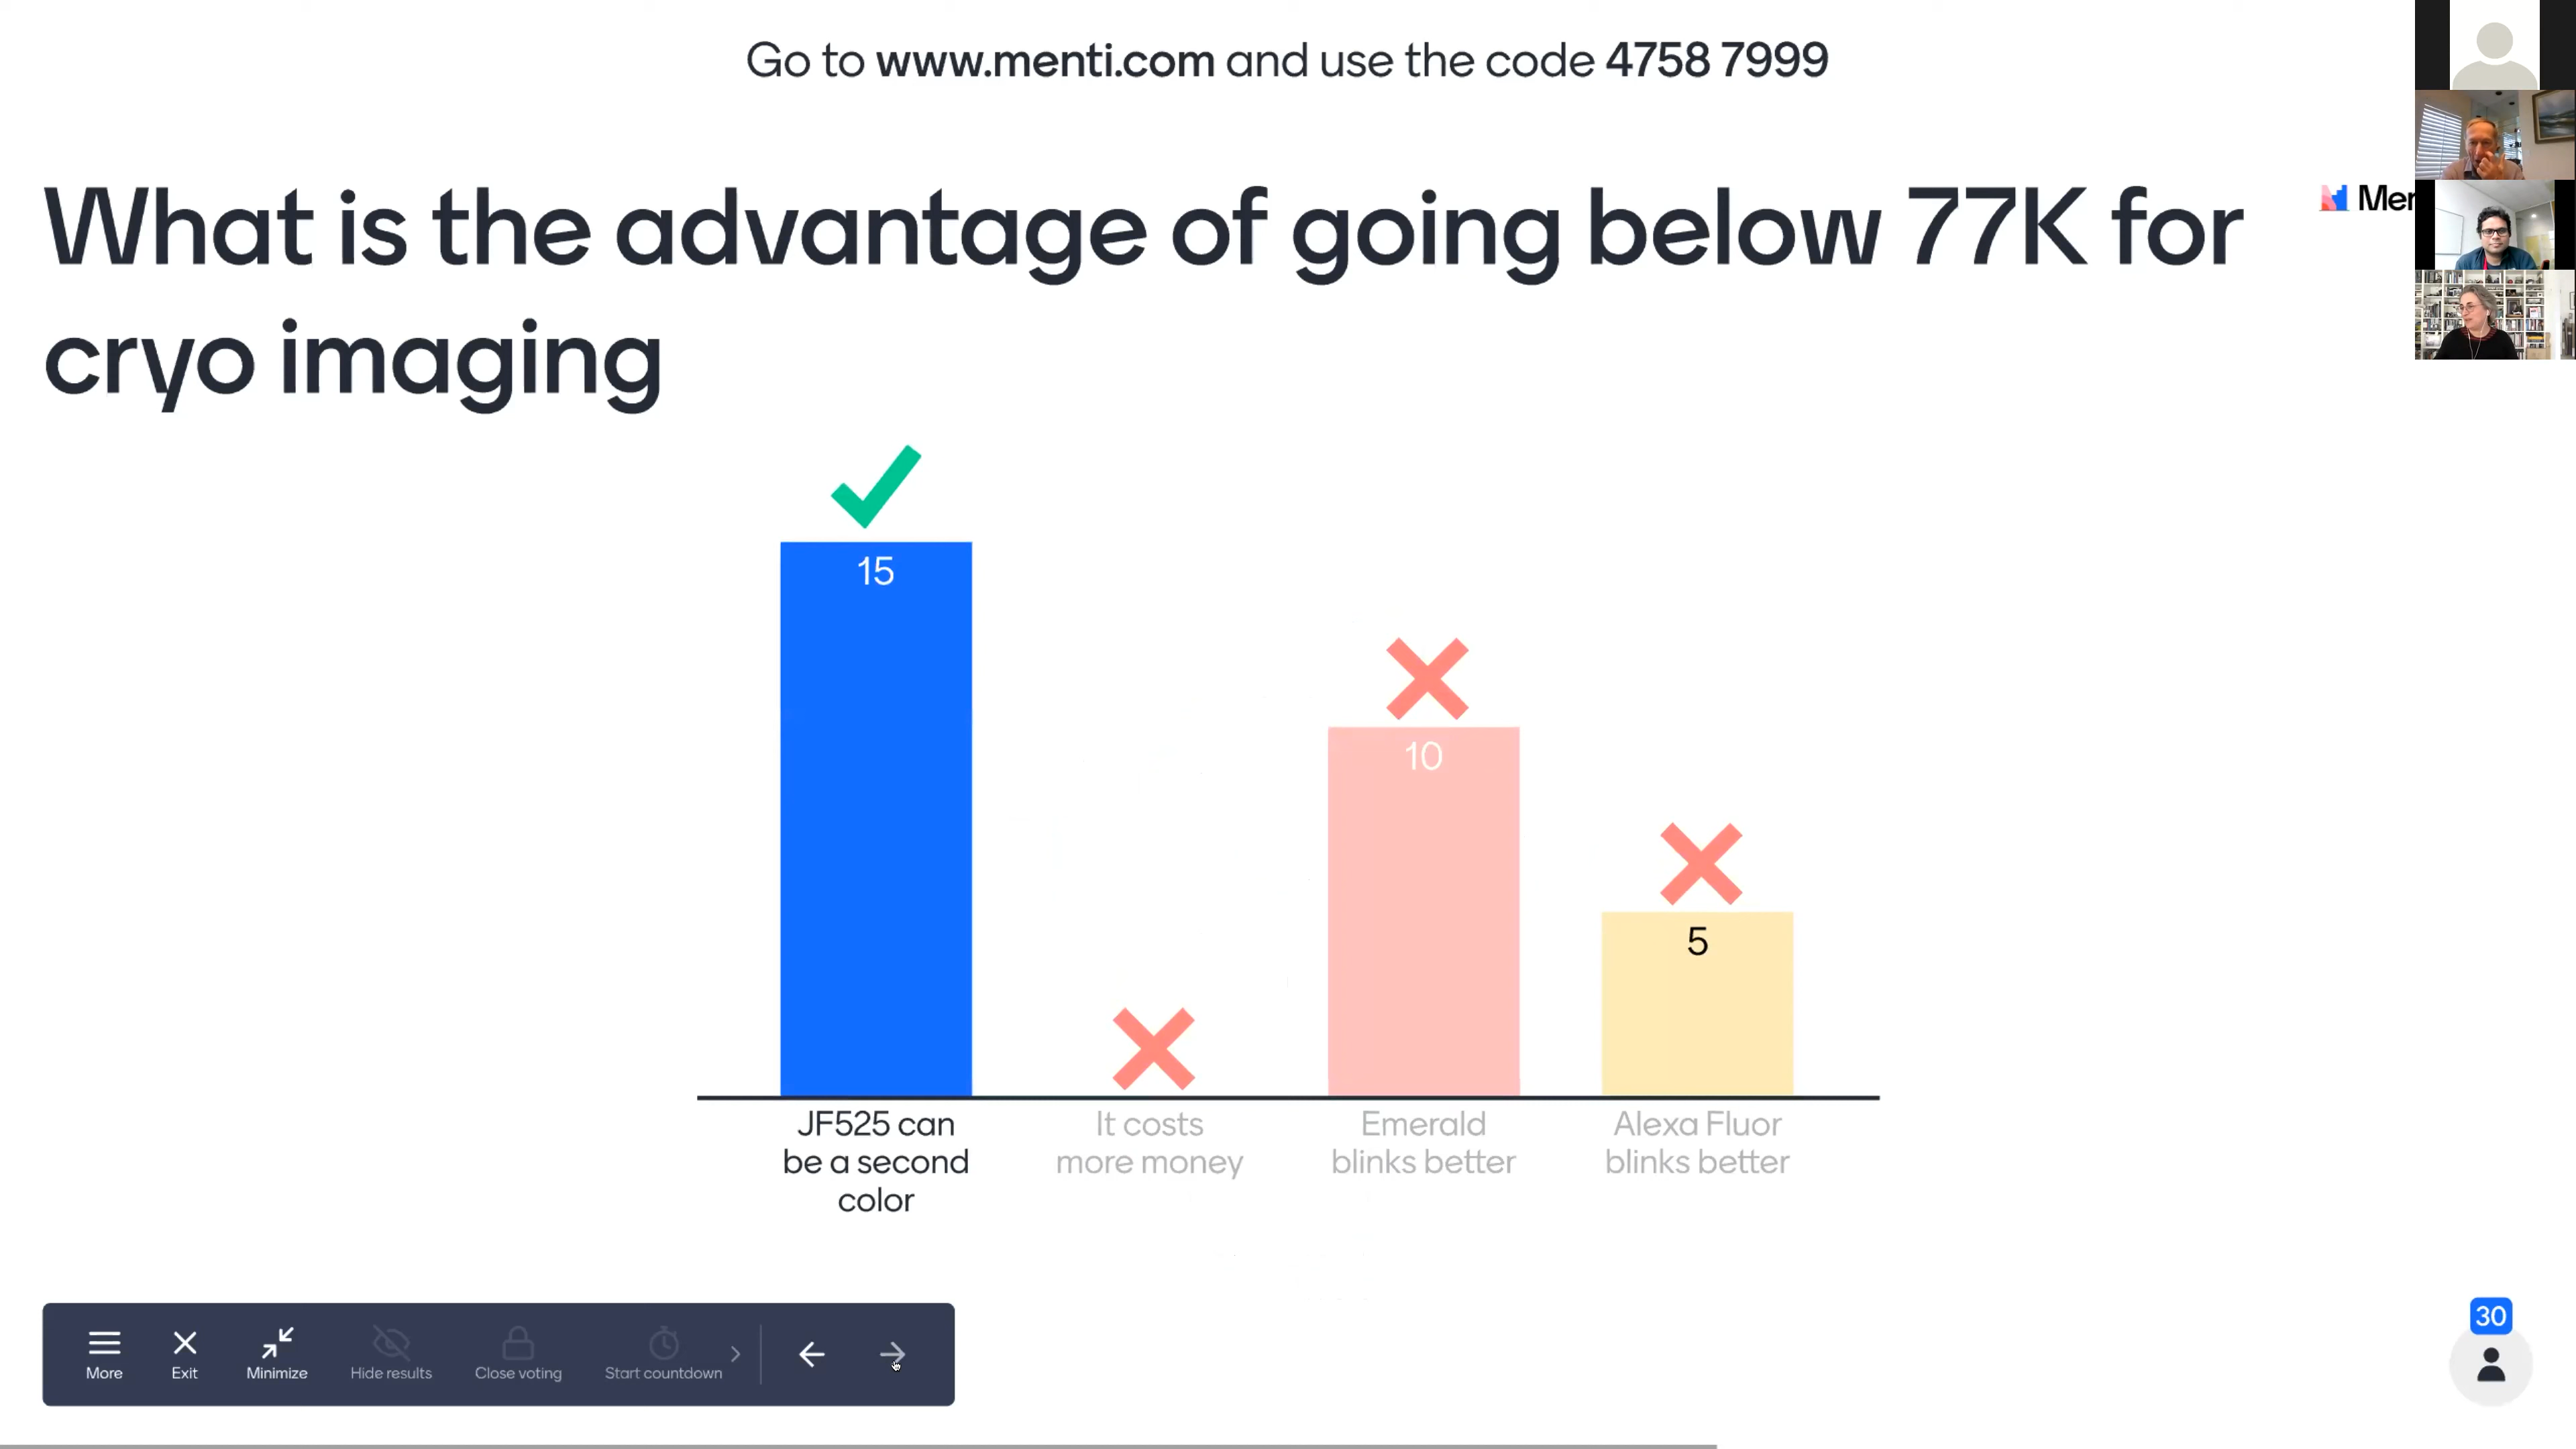 Go to www.menti.com and use the code 4758 7999
What is the advantage of going below 77K for
cryo imaging
Men
15
10
5
JF525 can
be a second
color
It costs
more money
Emerald
blinks better
Alexa Fluor
blinks better
More
Exit
Minimize
Hide results
Close voting
Start countdown
30